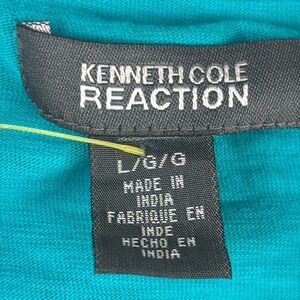 KENNETH COLE
REACTION
L/G/G
MADE IN
INDIA
FABRIQUE EN
INDE
HECHO EN
INDIA